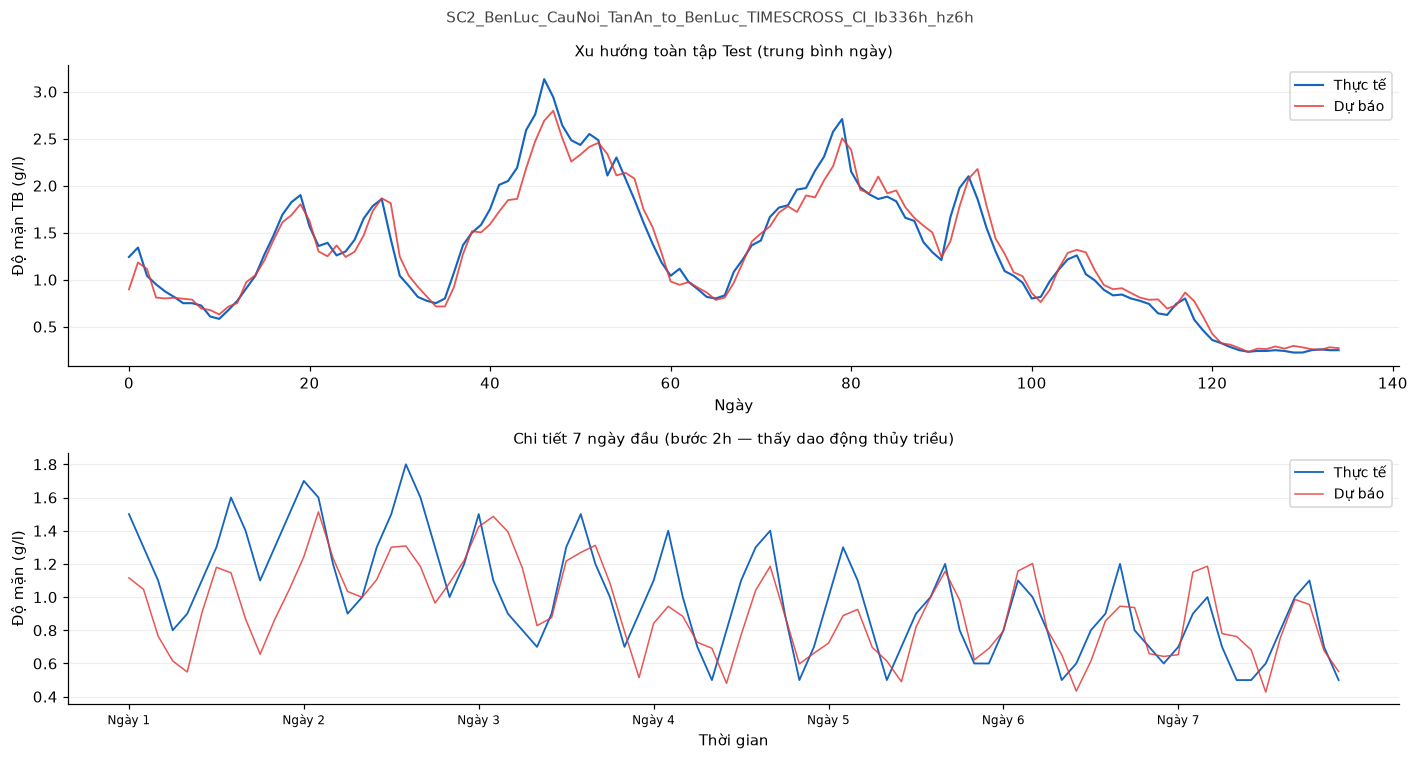 SC2_BenLuc_CauNoi_TanAn_to_BenLuc_TIMESCROSS_CI_lb336h_hz6h
Xu hướng toàn tập Test (trung bình ngày)
Độ mặn TB (g/l)
3.0
2.5
2.0
1.5
1.0
0.5
Thực tế
Dự báo
0 20 40 60 80 100 120 140
Ngày
Chi tiết 7 ngày đầu (bước 2h — thấy dao động thủy triều)
Độ mặn (g/l)
1.8
1.6
1.4
1.2
1.0
0.8
0.6
0.4
Thực tế
Dự báo
Ngày 1 Ngày 2 Ngày 3 Ngày 4 Ngày 5 Ngày 6 Ngày 7
Thời gian